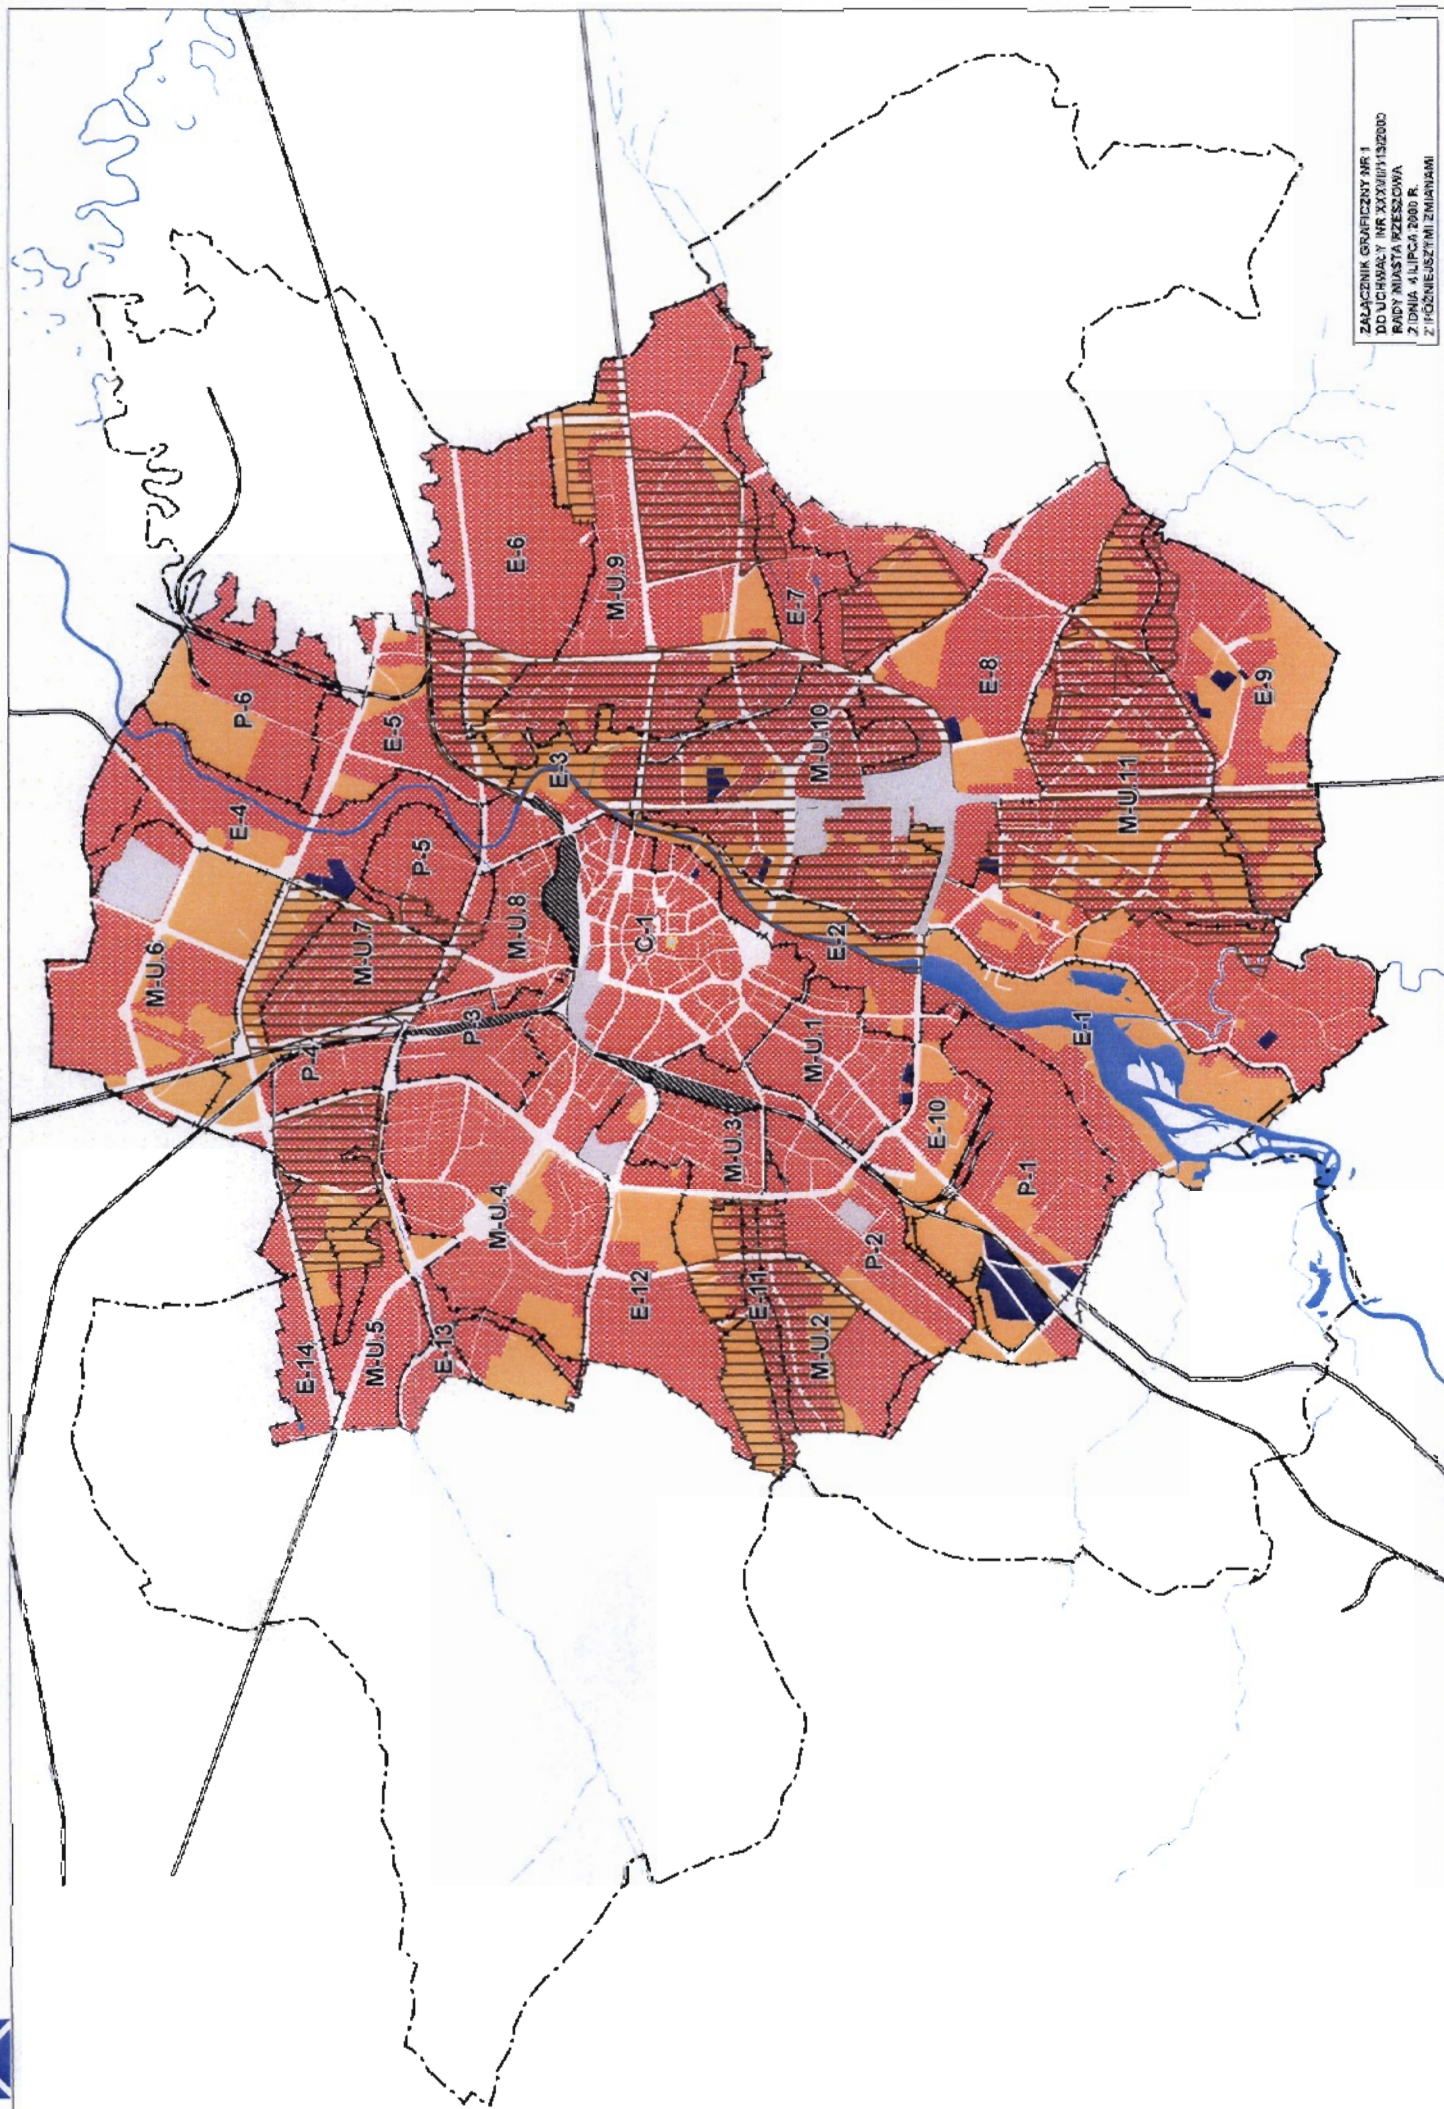 ZAŁĄCZNIK GRAFICZNY NR 1
DO UCHWAŁY NR XXXVII/113/2000
RADY MIASTA RZESZOWA
Z DNIA 4 LIPCA 2000 R.
Z PÓŹNIEJSZYMI ZMIANAMI
E-14
M-U.5
E-13
M-U.4
E-12
E-11
M-U.2
P-2
M-U.3
E-10
P-1
M-U.6
P-4
P-3
M-U.7
M-U.8
C-1
M-U.1
E-2
E-1
E-4
P-5
P-6
E-5
E-3
M-U.10
M-U.11
E-6
M-U.9
E-7
E-8
E-9